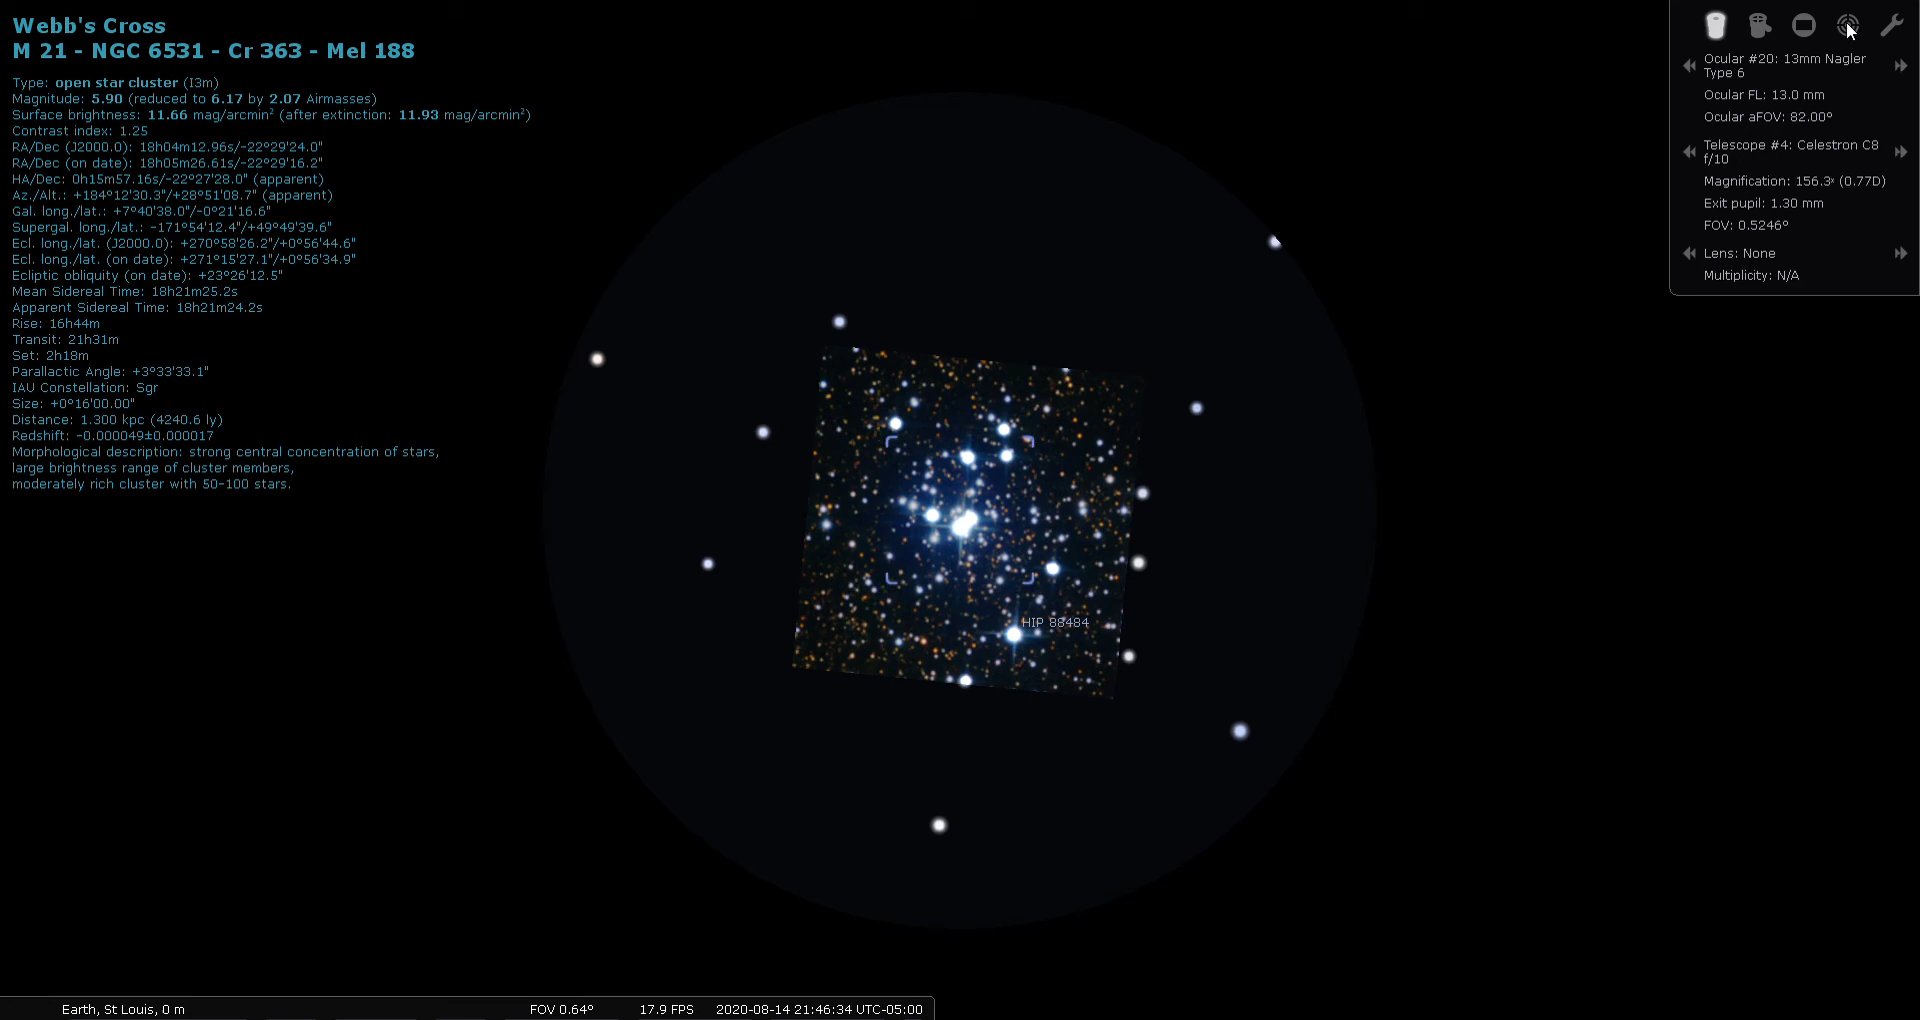 Webb's Cross
M 21 - NGC 6531 - Cr 363 - Mel 188
Type: open star cluster (I3m)
Magnitude: 5.90 (reduced to 6.17 by 2.07 Airmasses)
Surface brightness: 11.66 mag/arcmin² (after extinction: 11.93 mag/arcmin²)
Contrast index: 1.25
RA/Dec (J2000.0): 18h04m12.96s/-22°29'24.0"
RA/Dec (on date): 18h05m26.61s/-22°29'16.2"
HA/Dec: 0h15m57.16s/-22°27'28.0" (apparent)
Az./Alt.: +184°12'30.3"/+28°51'08.7" (apparent)
Gal. long./lat.: +7°40'38.0"/-0°21'16.6"
Supergal. long./lat.: -171°54'12.4"/+49°49'39.6"
Ecl. long./lat. (J2000.0): +270°58'26.2"/+0°56'44.6"
Ecl. long./lat. (on date): +271°15'27.1"/+0°56'34.9"
Ecliptic obliquity (on date): +23°26'12.5"
Mean Sidereal Time: 18h21m25.2s
Apparent Sidereal Time: 18h21m24.2s
Rise: 16h44m
Transit: 21h31m
Set: 2h18m
Parallactic Angle: +3°33'33.1"
IAU Constellation: Sgr
Size: +0°16'00.00"
Distance: 1.300 kpc (4240.6 ly)
Redshift: -0.000049±0.000017
Morphological description: strong central concentration of stars,
large brightness range of cluster members,
moderately rich cluster with 50-100 stars.
Ocular #20: 13mm Nagler
Type 6
Ocular FL: 13.0 mm
Ocular aFOV: 82.00°
Telescope #4: Celestron C8
f/10
Magnification: 156.3ˣ (0.77D)
Exit pupil: 1.30 mm
FOV: 0.5246°
Lens: None
Multiplicity: N/A
HIP 88484
Earth, St Louis, 0 m
FOV 0.64°
17.9 FPS
2020-08-14 21:46:34 UTC-05:00